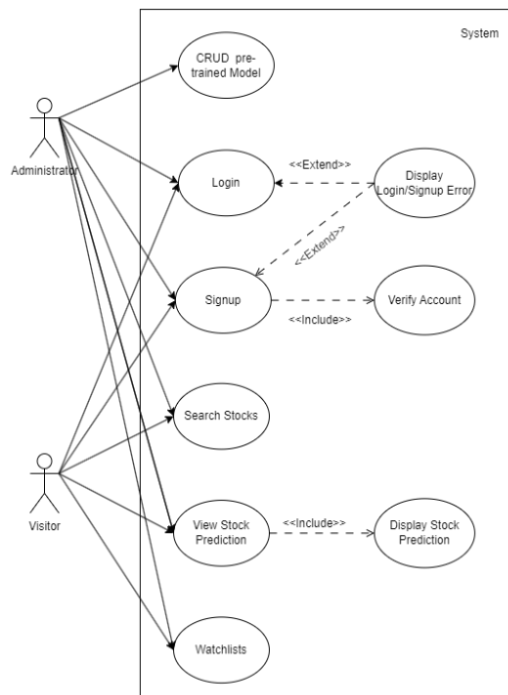 System
CRUD pre-
trained Model
Administrator
Login
<<Extend>>
Display
Login/Signup Error
<<Extend>>
Signup
<<Include>>
Verify Account
Search Stocks
Visitor
View Stock
Prediction
<<Include>>
Display Stock
Prediction
Watchlists